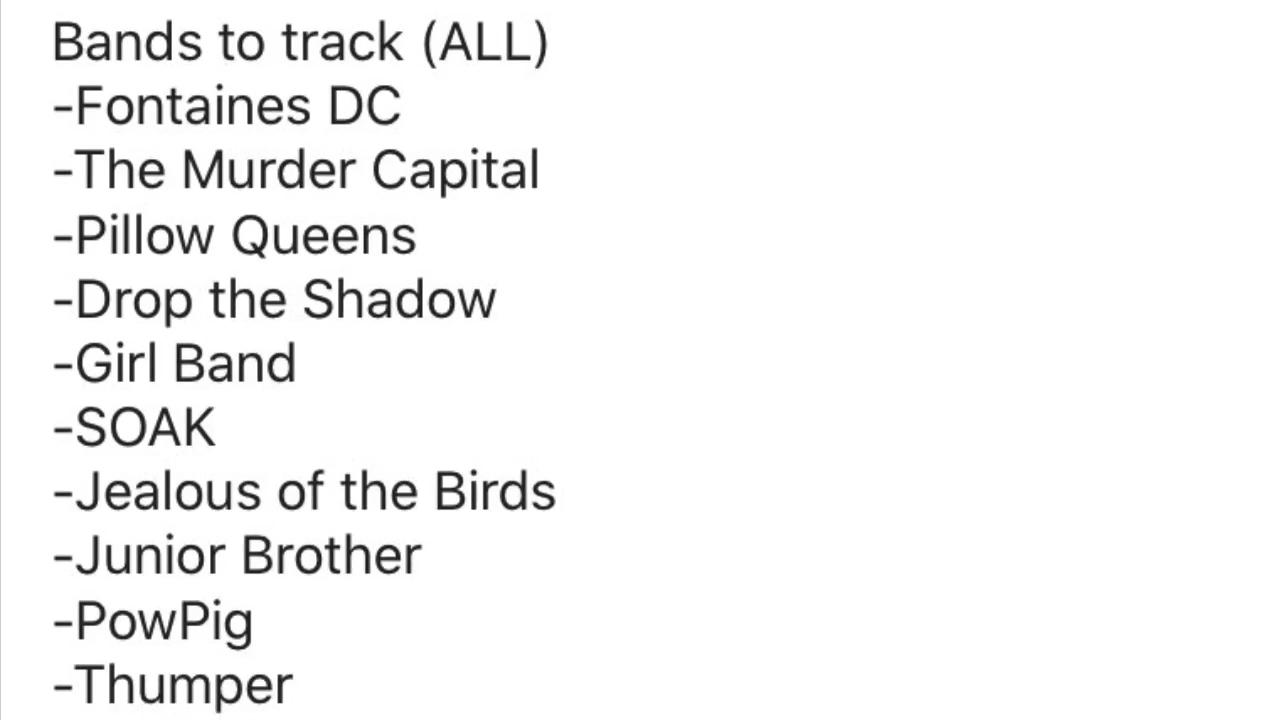 Bands to track (ALL)
-Fontaines DC
-The Murder Capital
-Pillow Queens
-Drop the Shadow
-Girl Band
-SOAK
-Jealous of the Birds
-Junior Brother
-PowPig
-Thumper